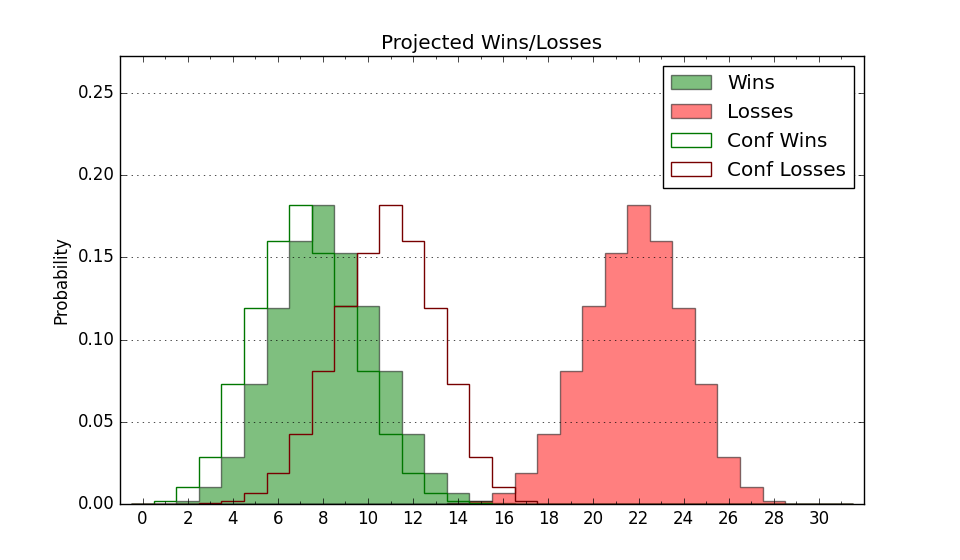 Projected Wins/Losses
Wins
Losses
Conf Wins
Conf Losses
Probability
0.25
0.20
0.15
0.10
0.05
0.00
0 2 4 6 8 10 12 14 16 18 20 22 24 26 28 30